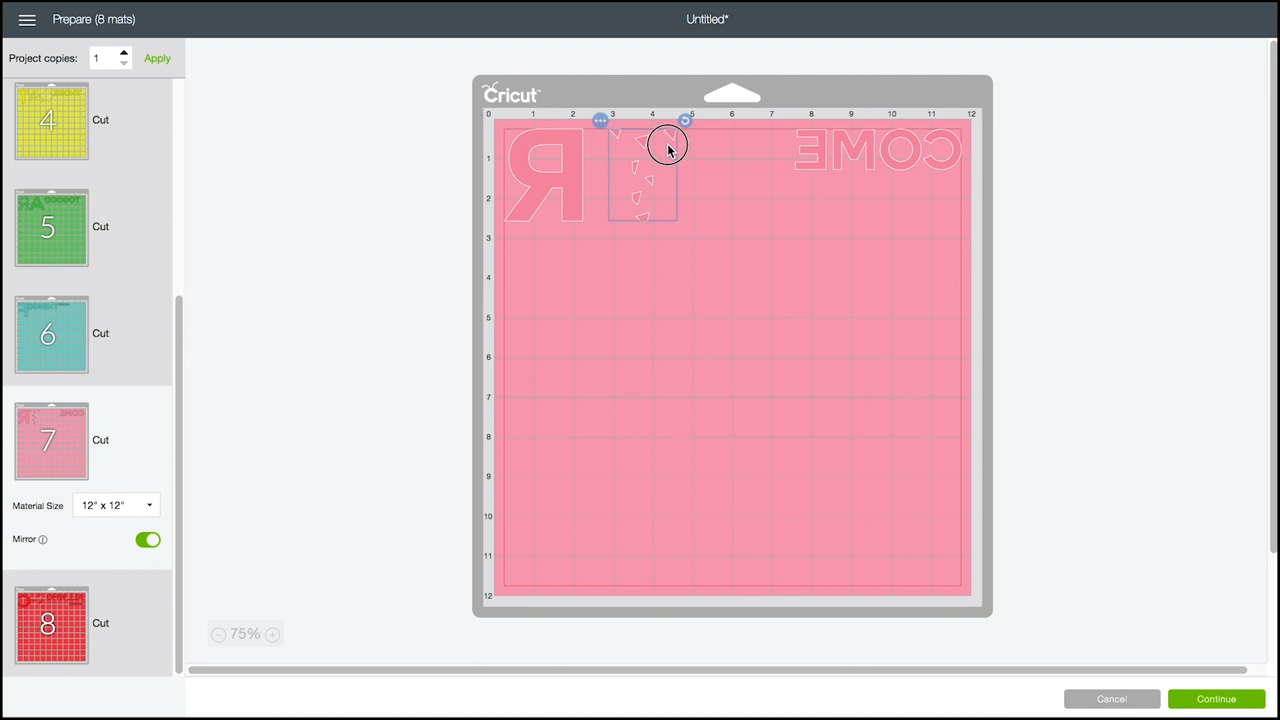 Prepare (8 mats)
Untitled*
Project copies: 1 Apply
4 Cut
5 Cut
6 Cut
7 Cut
Material Size 12" x 12"
Mirror
8 Cut
Cricut
0 1 2 3 4 5 6 7 8 9 10 11 12
R COME
1
2
3
4
5
6
7
8
9
10
11
12
75%
Cancel Continue